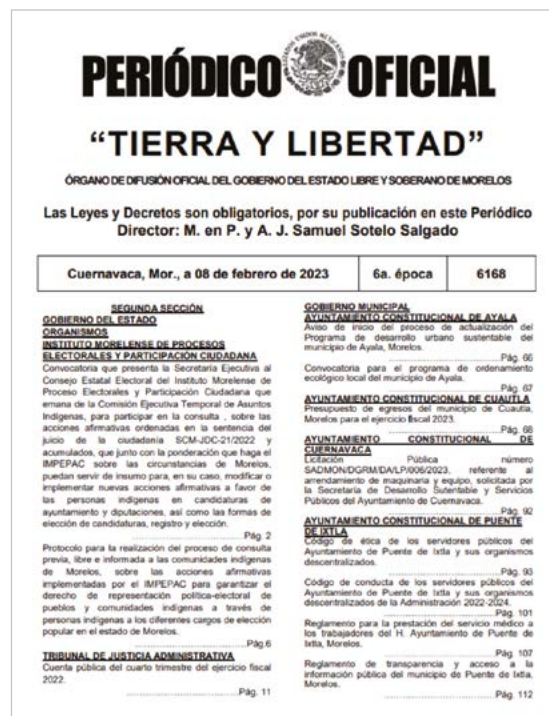 PERIÓDICO OFICIAL
“TIERRA Y LIBERTAD”
ÓRGANO DE DIFUSIÓN OFICIAL DEL GOBIERNO DEL ESTADO LIBRE Y SOBERANO DE MORELOS
Las Leyes y Decretos son obligatorios, por su publicación en este Periódico
Director: M. en P. y A. J. Samuel Sotelo Salgado
Cuernavaca, Mor., a 08 de febrero de 2023 6a. época 6168
SEGUNDA SECCIÓN
GOBIERNO DEL ESTADO
ORGANISMOS
INSTITUTO MORELENSE DE PROCESOS
ELECTORALES Y PARTICIPACIÓN CIUDADANA
Convocatoria que presenta la Secretaría Ejecutiva al
Consejo Estatal Electoral del Instituto Morelense de
Proceso Electorales y Participación Ciudadana que
emana de la Comisión Ejecutiva Temporal de Asuntos
Indígenas, para participar en la consulta , sobre las
acciones afirmativas ordenadas en la sentencia del
juicio de la ciudadanía SCM-JDC-21/2022 y
acumulados, que junto con la ponderación que haga el
IMPEPAC sobre las circunstancias de Morelos,
puedan servir de insumo para, en su caso, modificar o
implementar nuevas acciones afirmativas a favor de
las personas indígenas en candidaturas de
ayuntamiento y diputaciones, así como las formas de
elección de candidaturas, registro y elección.
........................................Pág. 2
Protocolo para la realización del proceso de consulta
previa, libre e informada a las comunidades indígenas
de Morelos, sobre las acciones afirmativas
implementadas por el IMPEPAC para garantizar el
derecho de representación político-electoral de
pueblos y comunidades indígenas a través de
personas indígenas a los diferentes cargos de elección
popular en el estado de Morelos.
........................................Pág.6
TRIBUNAL DE JUSTICIA ADMINISTRATIVA
Cuenta pública del cuarto trimestre del ejercicio fiscal
2022.
........................................Pág. 11
GOBIERNO MUNICIPAL
AYUNTAMIENTO CONSTITUCIONAL DE AYALA
Aviso de inicio del proceso de actualización del
Programa de desarrollo urbano sustentable del
municipio de Ayala, Morelos.
........................................Pág. 66
Convocatoria para el programa de ordenamiento
ecológico local del municipio de Ayala.
........................................Pág. 67
AYUNTAMIENTO CONSTITUCIONAL DE CUAUTLA
Presupuesto de egresos del municipio de Cuautla,
Morelos para el ejercicio fiscal 2023.
........................................Pág. 68
AYUNTAMIENTO CONSTITUCIONAL DE
CUERNAVACA
Licitación Pública número
SADMON/DGRM/DA/LP/006/2023, referente al
arrendamiento de maquinaria y equipo, solicitada por
la Secretaría de Desarrollo Sutentable y Servicios
Públicos del Ayuntamiento de Cuernavaca.
........................................Pág. 92
AYUNTAMIENTO CONSTITUCIONAL DE PUENTE
DE IXTLA
Código de ética de los servidores públicos del
Ayuntamiento de Puente de Ixtla y sus organismos
descentralizados.
........................................Pág. 93
Código de conducta de los servidores públicos del
Ayuntamiento de Puente de Ixtla y sus organismos
descentralizados de la Administración 2022-2024.
........................................Pág. 101
Reglamento para la prestación del servicio médico a
los trabajadores del H. Ayuntamiento de Puente de
Ixtla, Morelos.
........................................Pág. 107
Reglamento de transparencia y acceso a la
información pública del municipio de Puente de Ixtla,
Morelos.
........................................Pág. 112